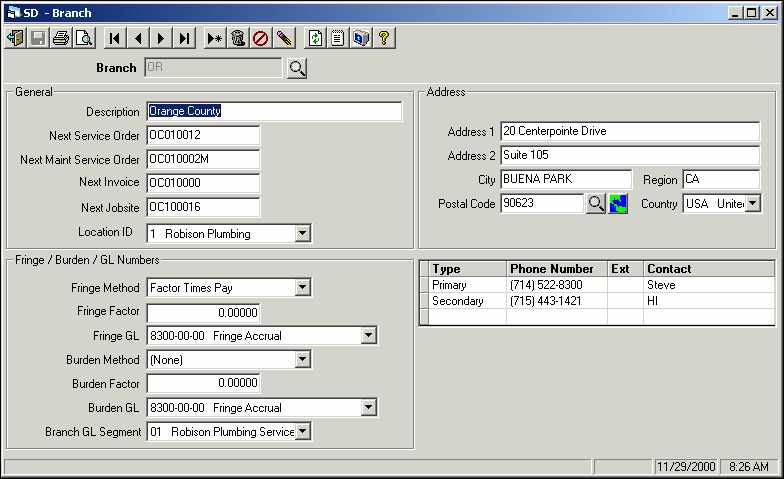 SD - Branch
Branch OR
General
Description Orange County
Next Service Order OC010012
Next Maint Service Order OC010002M
Next Invoice OC010000
Next Jobsite OC100016
Location ID 1 Robison Plumbing
Address
Address 1 20 Centerpointe Drive
Address 2 Suite 105
City BUENA PARK Region CA
Postal Code 90623 Country USA Unite
Fringe / Burden / GL Numbers
Fringe Method Factor Times Pay
Fringe Factor 0.00000
Fringe GL 8300-00-00 Fringe Accrual
Burden Method (None)
Burden Factor 0.00000
Burden GL 8300-00-00 Fringe Accrual
Branch GL Segment 01 Robison Plumbing Service
Type Phone Number Ext Contact
Primary (714) 522-8300 Steve
Secondary (715) 443-1421 HI
11/29/2000 8:26 AM